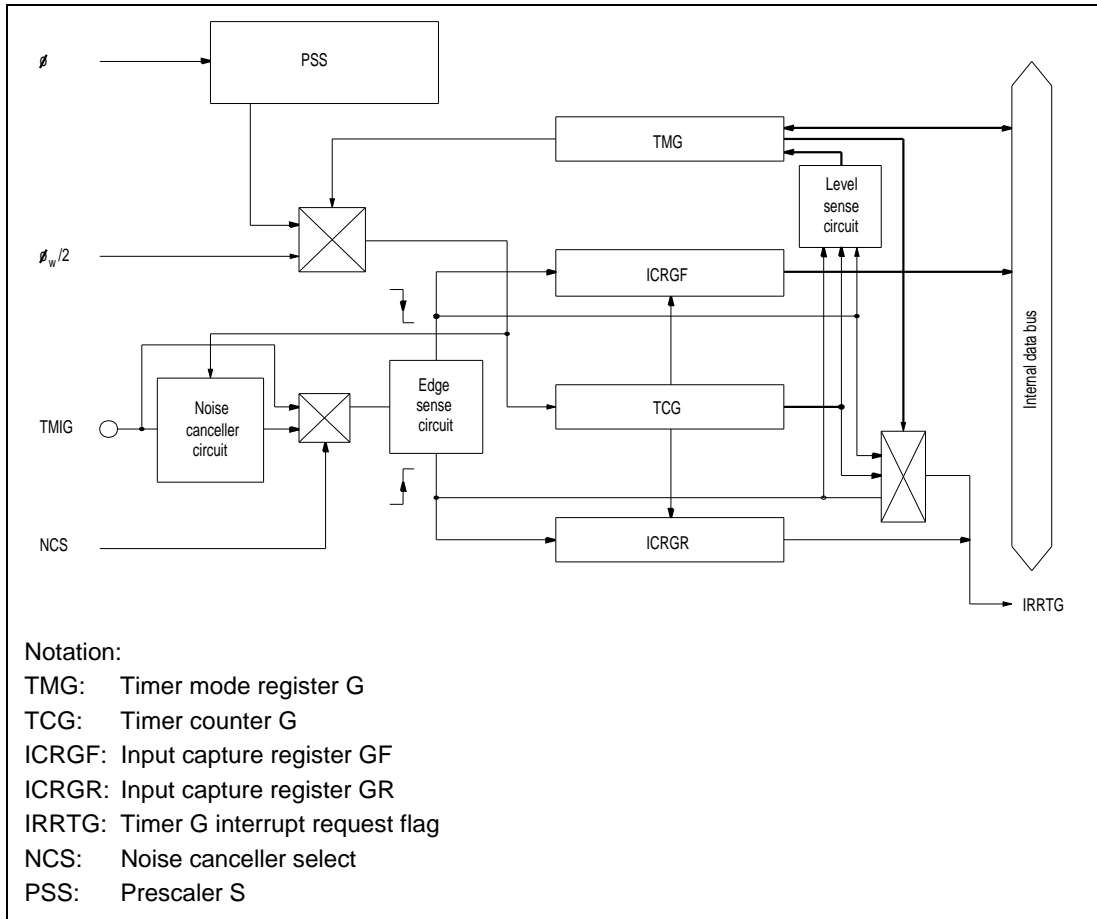 ø
PSS
TMG
Level
sense
circuit
øw/2
ICRGF
Internal data bus
TMIG
Noise
canceller
circuit
Edge
sense
circuit
TCG
NCS
ICRGR
IRRTG
Notation:
TMG: Timer mode register G
TCG: Timer counter G
ICRGF: Input capture register GF
ICRGR: Input capture register GR
IRRTG: Timer G interrupt request flag
NCS: Noise canceller select
PSS: Prescaler S